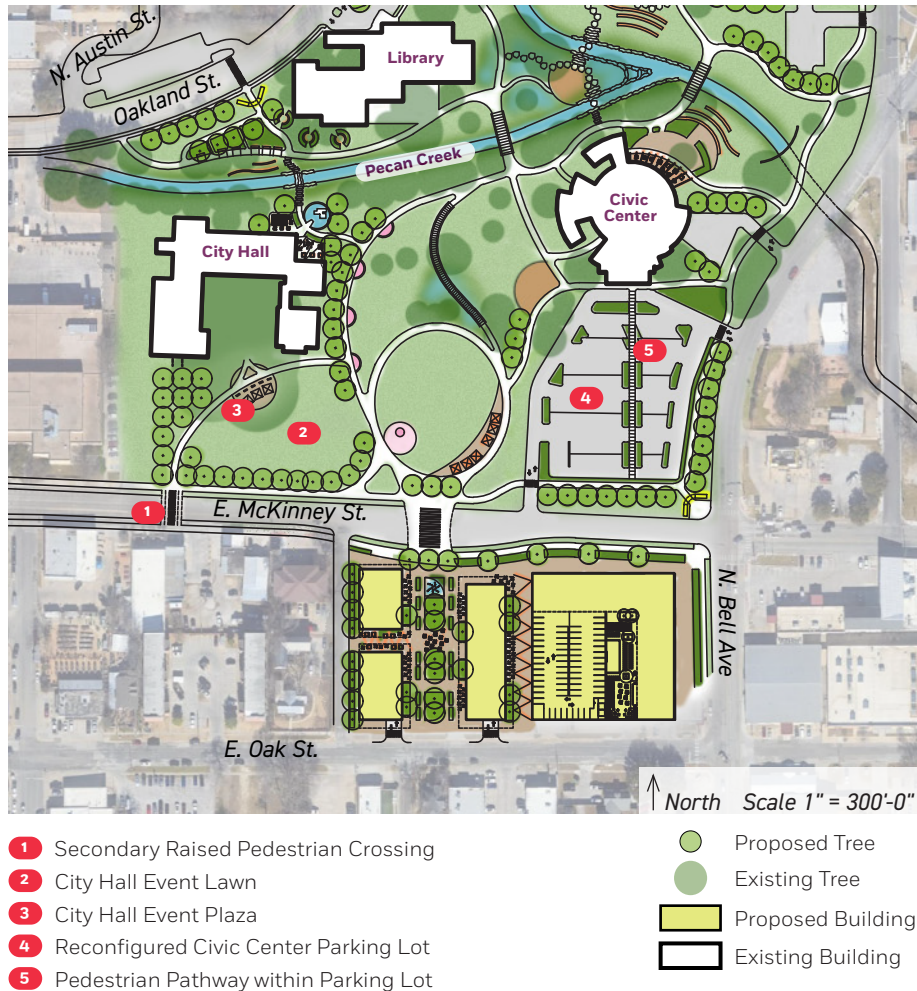 N. Austin St.
Oakland St.
Library
Pecan Creek
Civic
Center
City Hall
5
4
3
2
1
E. McKinney St.
N. Bell Ave
E. Oak St.
North Scale 1" = 300'-0"
1 Secondary Raised Pedestrian Crossing
2 City Hall Event Lawn
3 City Hall Event Plaza
4 Reconfigured Civic Center Parking Lot
5 Pedestrian Pathway within Parking Lot
Proposed Tree
Existing Tree
Proposed Building
Existing Building